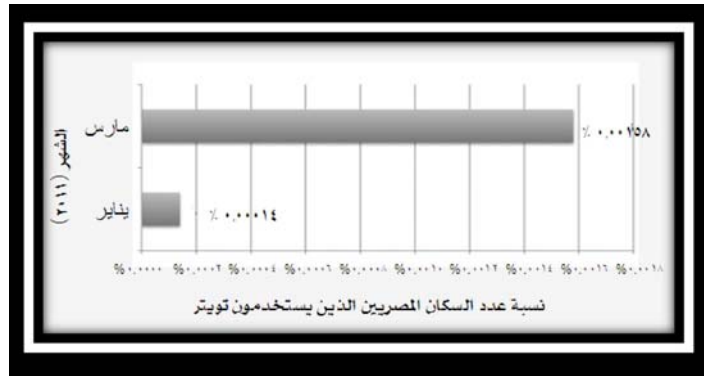 الشهر (٢٠١١)
مارس
٠,٠٠١٥٨ ٪
يناير
٠,٠٠٠١٤ ٪
%٠,٠٠٠٠ %٠,٠٠٠٢ %٠,٠٠٠٤ %٠,٠٠٠٦ %٠,٠٠٠٨ %٠,٠٠١٠ %٠,٠٠١٢ %٠,٠٠١٤ %٠,٠٠١٦ %٠,٠٠١٨
نسبة عدد السكان المصريين الذين يستخدمون تويتر